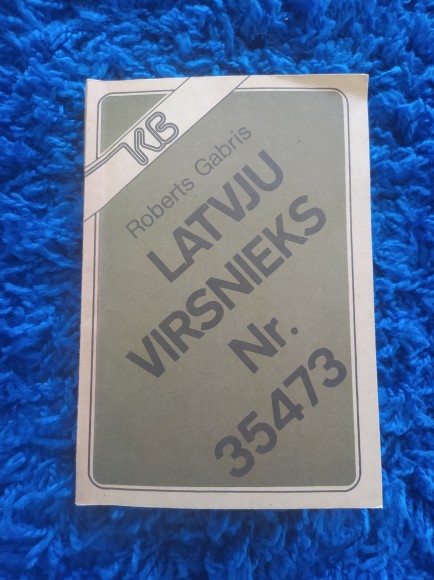 KB
Roberts Gabris
LATVJU
VIRSNIEKS
Nr.
35473